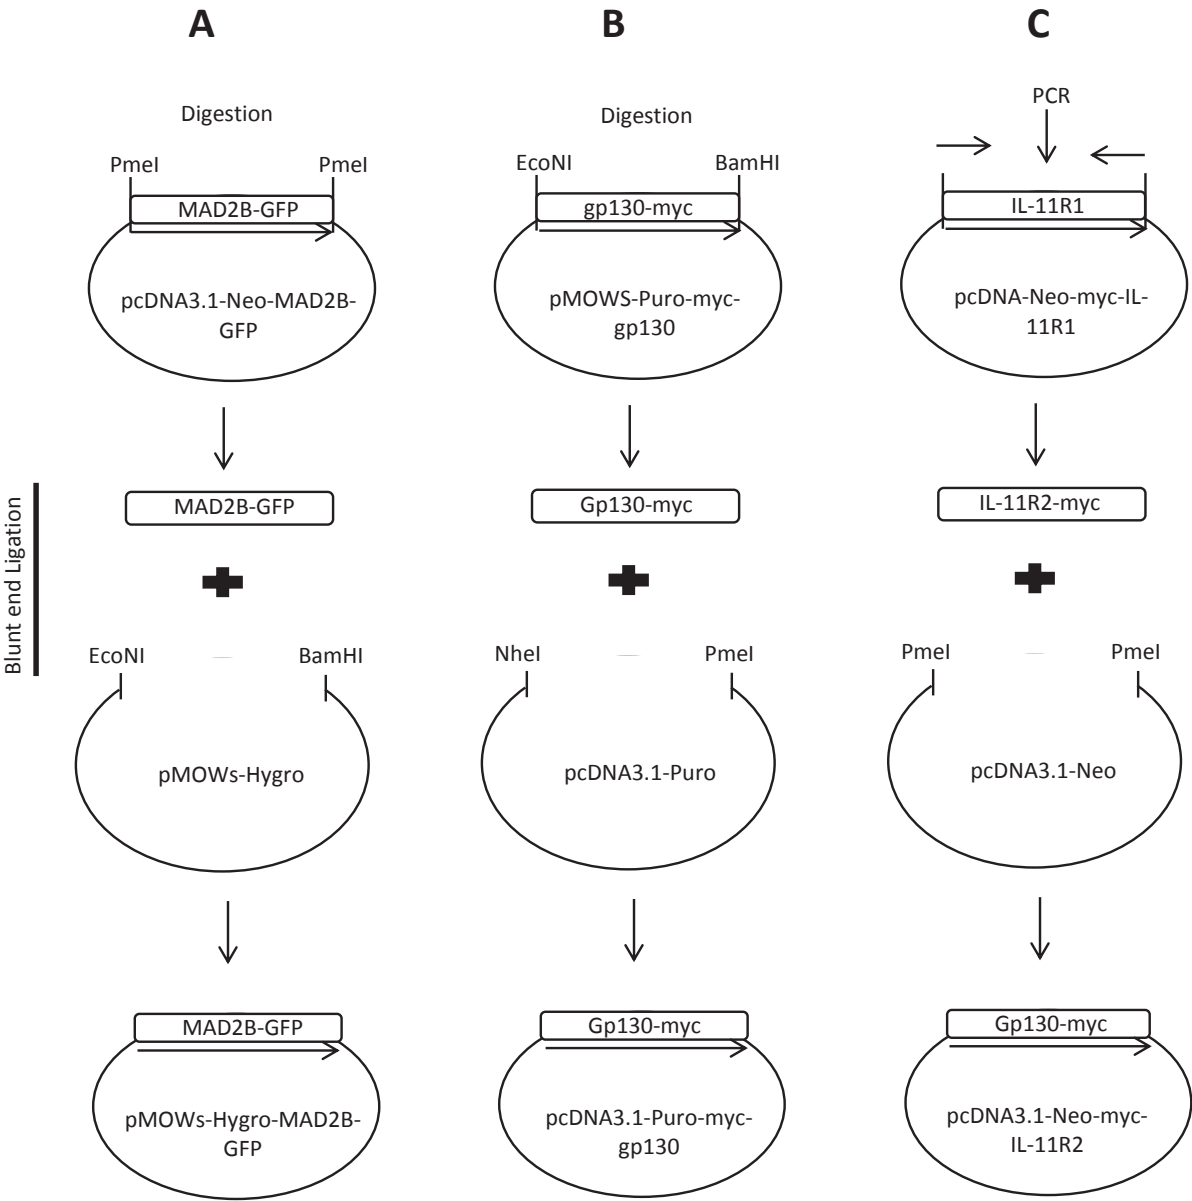 A
Digestion
PmeI
PmeI
MAD2B-GFP
pcDNA3.1-Neo-MAD2B-
GFP
MAD2B-GFP
EcoNI
BamHI
pMOWs-Hygro
MAD2B-GFP
pMOWs-Hygro-MAD2B-
GFP
B
Digestion
EcoNI
BamHI
gp130-myc
pMOWS-Puro-myc-
gp130
Gp130-myc
NheI
PmeI
pcDNA3.1-Puro
Gp130-myc
pcDNA3.1-Puro-myc-
gp130
C
PCR
IL-11R1
pcDNA-Neo-myc-IL-
11R1
IL-11R2-myc
PmeI
PmeI
pcDNA3.1-Neo
Gp130-myc
pcDNA3.1-Neo-myc-
IL-11R2
Blunt end Ligation